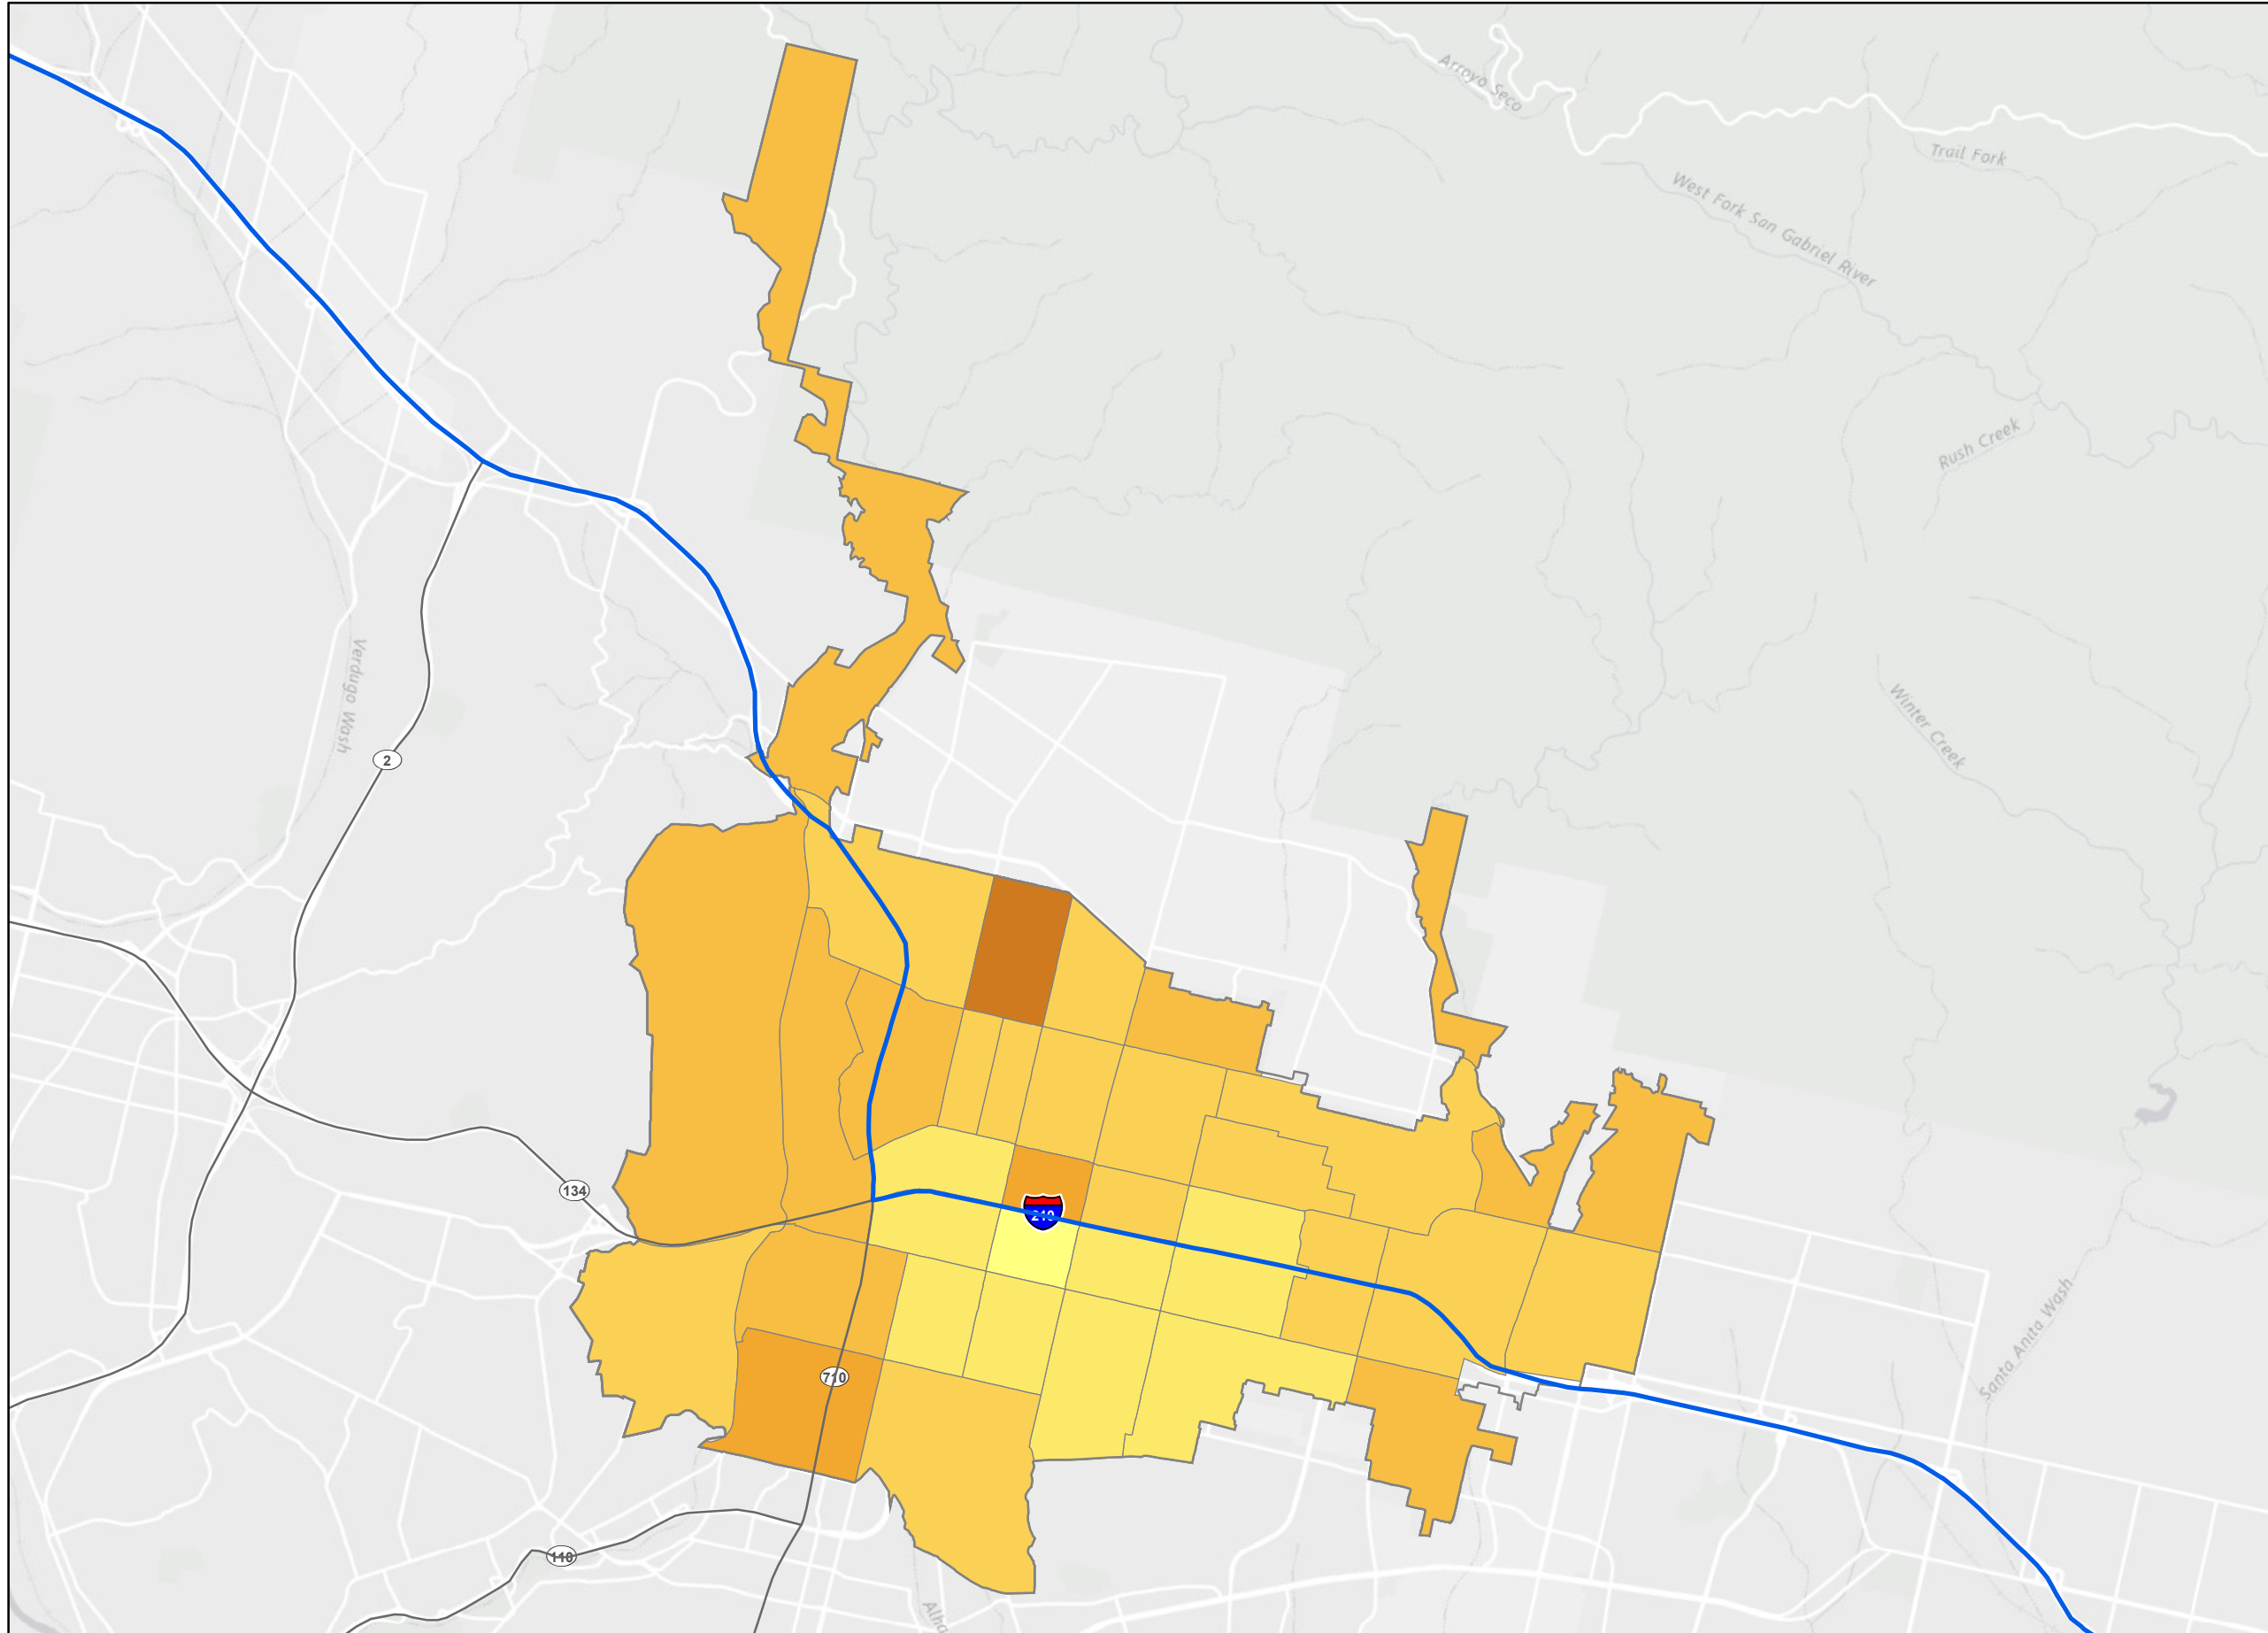 Arroyo Seco
Trail Fork
West Fork San Gabriel River
Rush Creek
Verdugo Wash
Winter Creek
2
134
210
Santa Anita Wash
710
110
Alha